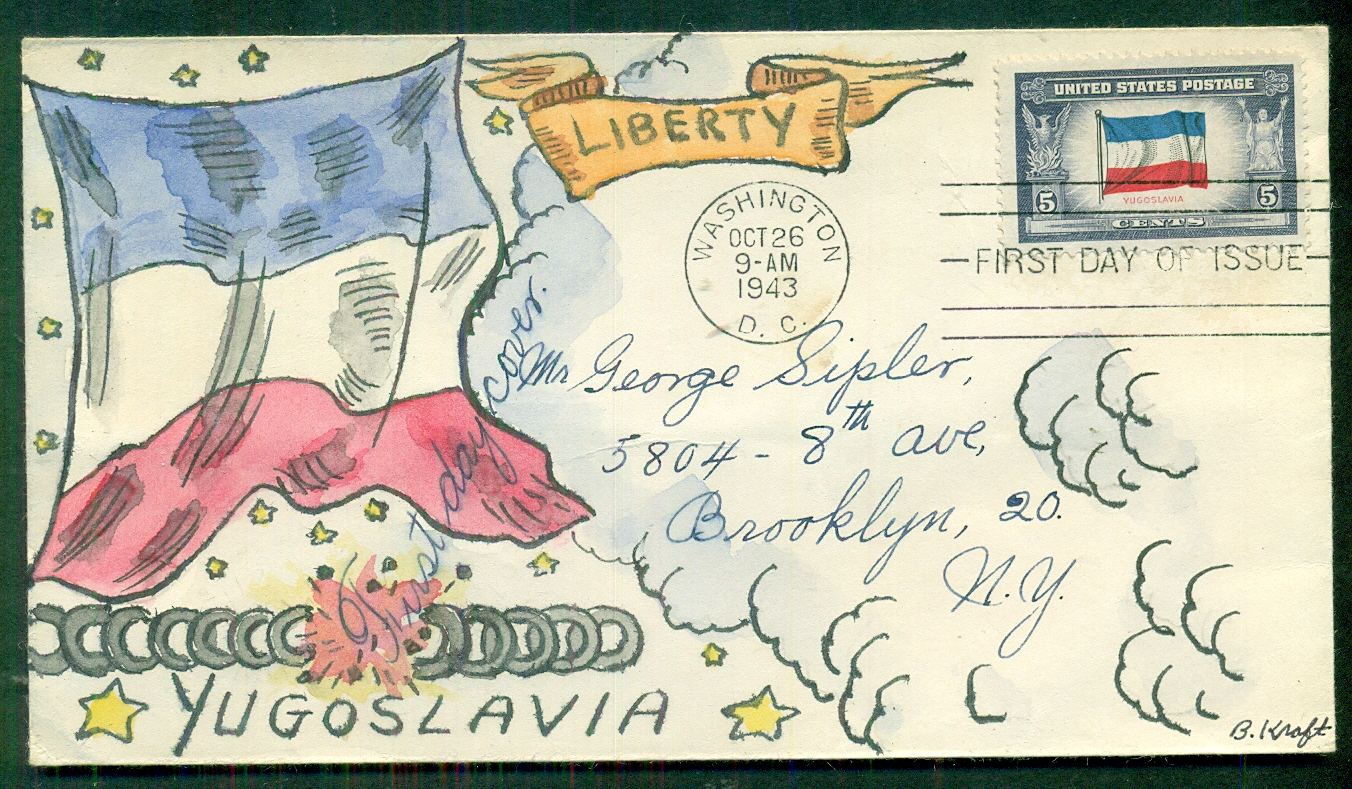 LIBERTY
UNITED STATES POSTAGE
YUGOSLAVIA
5 5
CENTS
WASHINGTON
OCT 26
9-AM
1943
D. C.
FIRST DAY OF ISSUE
Mr George Sipler,
5804 - 8th ave,
Brooklyn, 20.
N.Y.
First day cover.
YUGOSLAVIA
B. Kraft